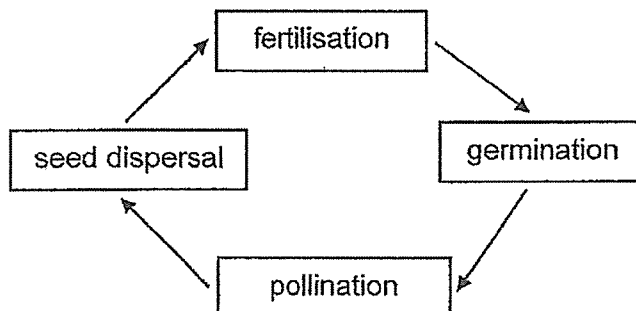 fertilisation
seed dispersal
germination
pollination